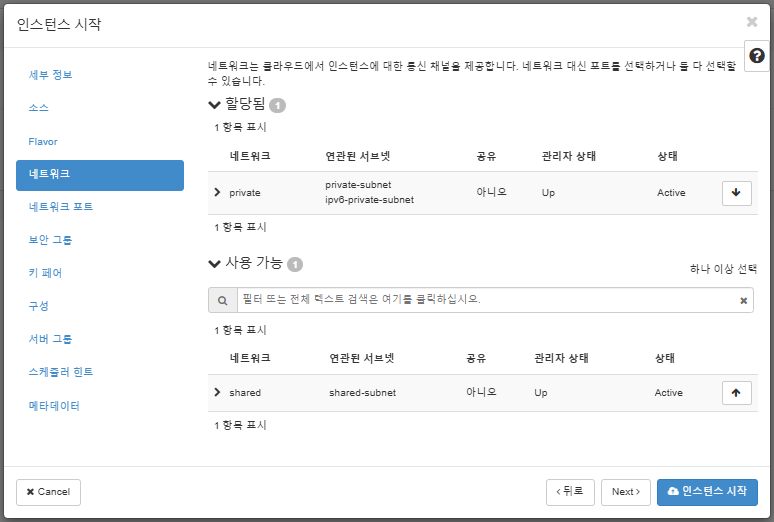 인스턴스 시작
×
?
세부 정보
소스
Flavor
네트워크
네트워크 포트
보안 그룹
키 페어
구성
서버 그룹
스케줄러 힌트
메타데이터
네트워크는 클라우드에서 인스턴스에 대한 통신 채널을 제공합니다. 네트워크 대신 포트를 선택하거나 둘 다 선택할
수 있습니다.
할당됨 1
1 항목 표시
네트워크 연관된 서브넷 공유 관리자 상태 상태
private private-subnet 아니오 Up Active
ipv6-private-subnet
1 항목 표시
사용 가능 1
하나 이상 선택
필터 또는 전체 텍스트 검색은 여기를 클릭하십시오.
1 항목 표시
네트워크 연관된 서브넷 공유 관리자 상태 상태
shared shared-subnet 아니오 Up Active
1 항목 표시
× Cancel
‹ 뒤로
Next ›
인스턴스 시작